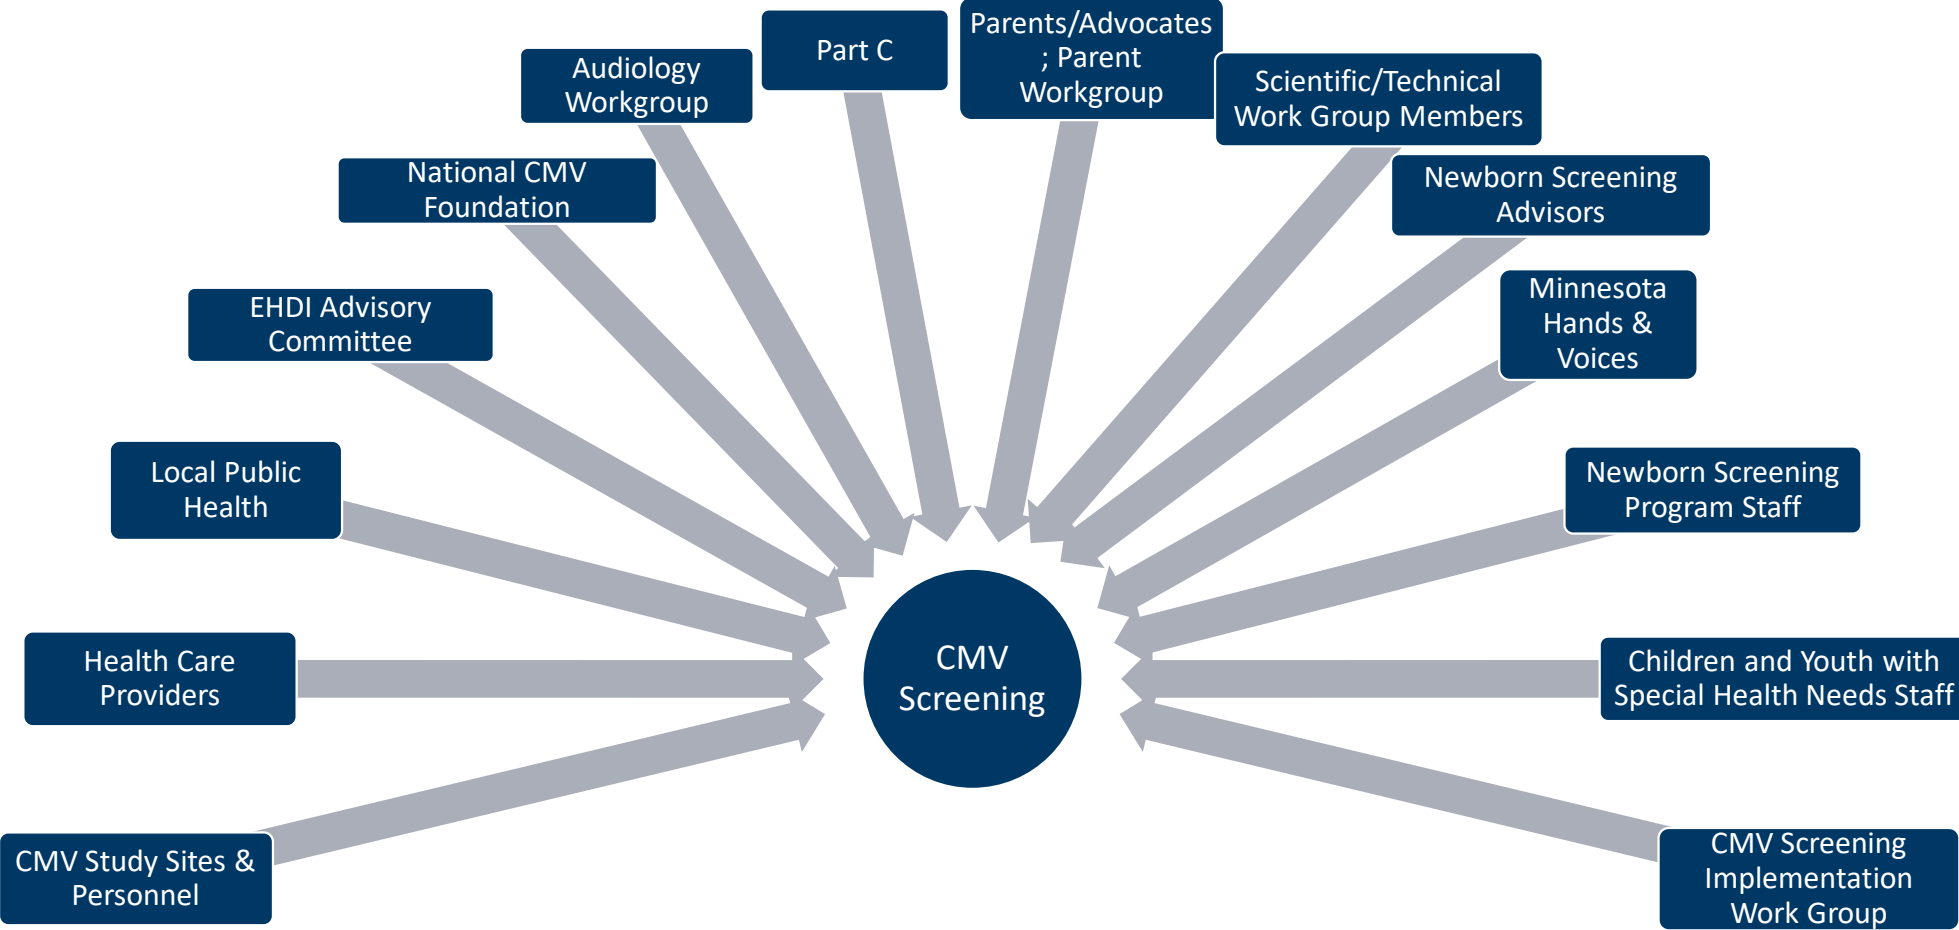 Parents/Advocates
; Parent
Workgroup
Part C
Audiology
Workgroup
Scientific/Technical
Work Group Members
National CMV
Foundation
Newborn Screening
Advisors
EHDI Advisory
Committee
Minnesota
Hands &
Voices
Local Public
Health
Newborn Screening
Program Staff
Health Care
Providers
CMV
Screening
Children and Youth with
Special Health Needs Staff
CMV Study Sites &
Personnel
CMV Screening
Implementation
Work Group